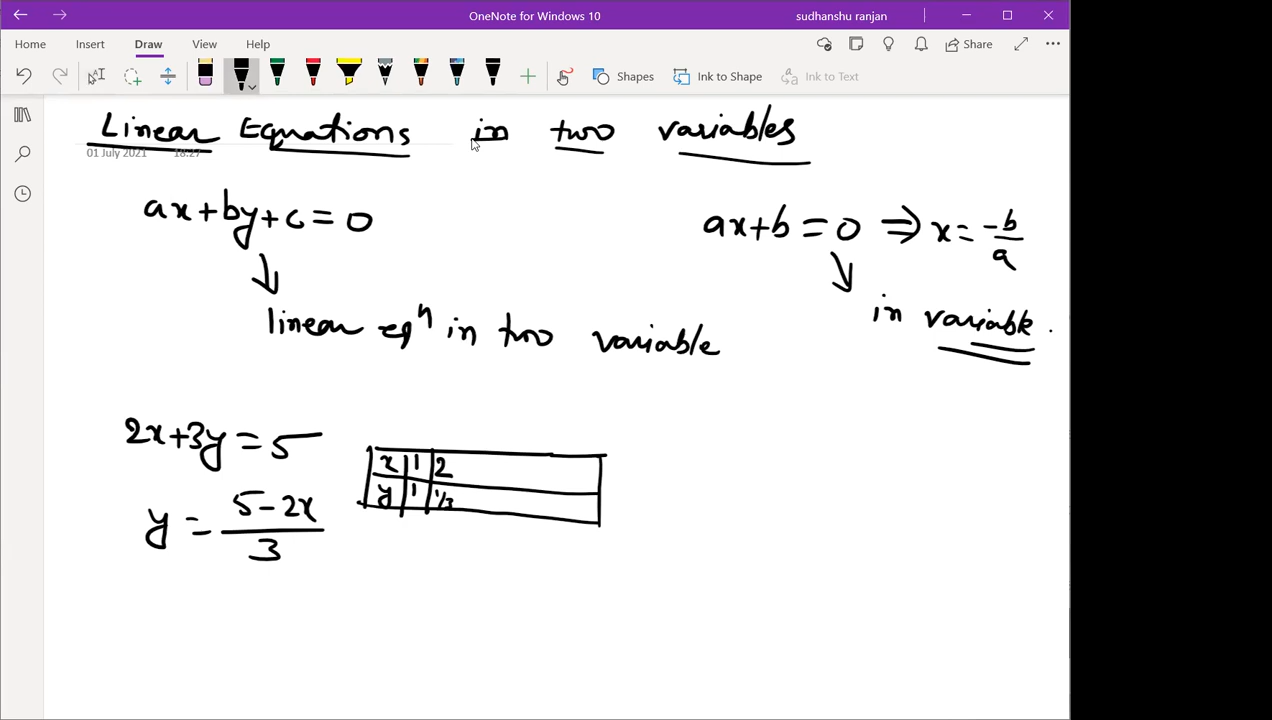 OneNote for Windows 10
sudhanshu ranjan
Home Insert Draw View Help
Share
Shapes Ink to Shape Ink to Text
Linear Equations in two variables
01 July 2021 18:27
ax+by+c=0
ax+b=0 ⇒ x=-b/a
linear eqn in two variable
in variable.
2x+3y=5
x 1 2
y 1 1/3
y=(5-2x)/3